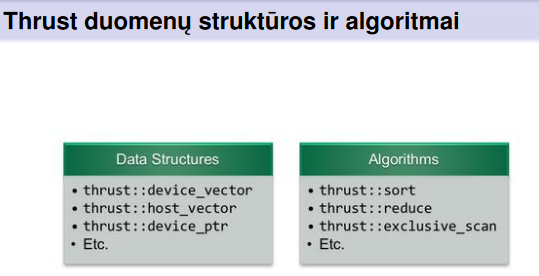 Thrust duomenų struktūros ir algoritmai
Data Structures
• thrust::device_vector
• thrust::host_vector
• thrust::device_ptr
• Etc.
Algorithms
• thrust::sort
• thrust::reduce
• thrust::exclusive_scan
• Etc.